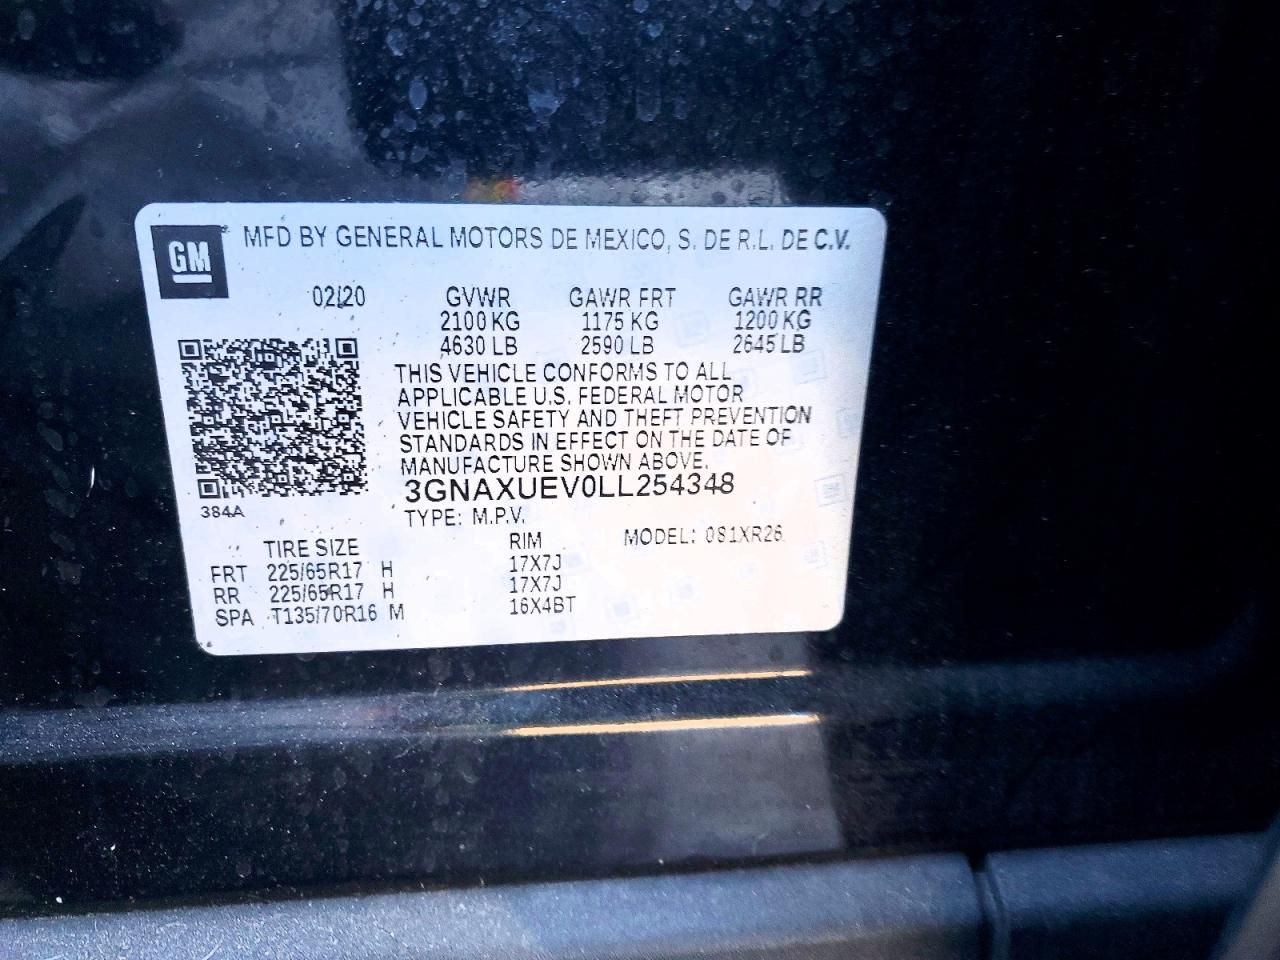 GM MFD BY GENERAL MOTORS DE MEXICO, S. DE R.L. DE C.V.
02/20 GVWR GAWR FRT GAWR RR
2100 KG 1175 KG 1200 KG
4630 LB 2590 LB 2645 LB
THIS VEHICLE CONFORMS TO ALL
APPLICABLE U.S. FEDERAL MOTOR
VEHICLE SAFETY AND THEFT PREVENTION
STANDARDS IN EFFECT ON THE DATE OF
MANUFACTURE SHOWN ABOVE.
3GNAXUEV0LL254348
384A
TYPE: M.P.V.
TIRE SIZE RIM MODEL: 081XR26
FRT 225/65R17 H 17X7J
RR 225/65R17 H 17X7J
SPA T135/70R16 M 16X4BT